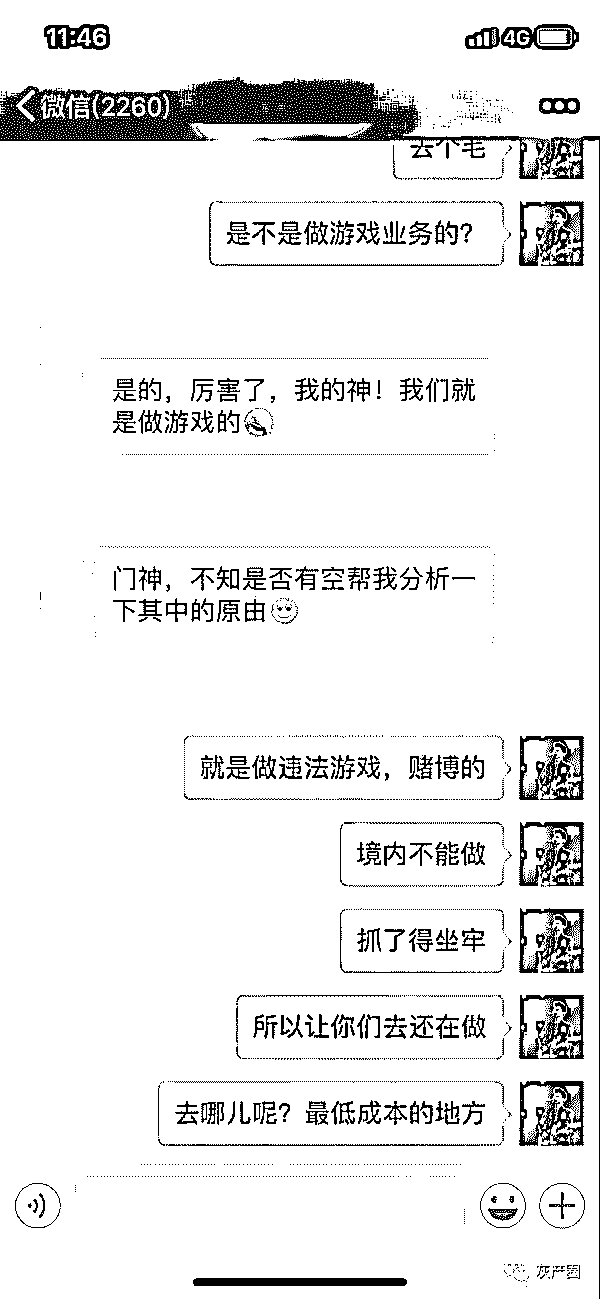 11:46
4G
微信(2260)
去个毛
是不是做游戏业务的？
是的，厉害了，我的神！我们就
是做游戏的
门神，不知是否有空帮我分析一
下其中的原由
就是做违法游戏，赌博的
境内不能做
抓了得坐牢
所以让你们去还在做
去哪儿呢？最低成本的地方
灰产圈